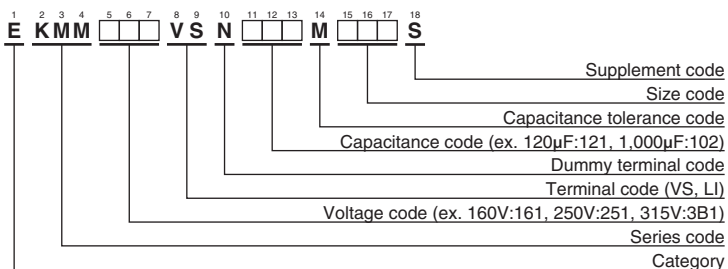 1 2 3 4 5 6 7 8 9 10 11 12 13 14 15 16 17 18
E KMM VS N M S
Supplement code
Size code
Capacitance tolerance code
Capacitance code (ex. 120µF:121, 1,000µF:102)
Dummy terminal code
Terminal code (VS, LI)
Voltage code (ex. 160V:161, 250V:251, 315V:3B1)
Series code
Category